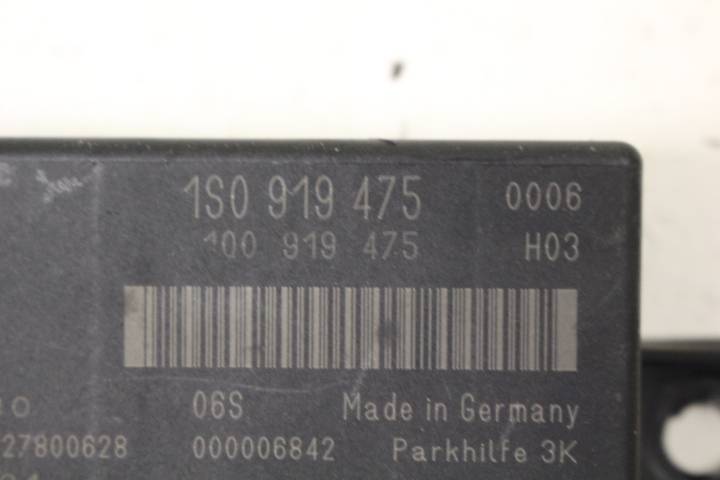 1S0 919 475 0006
1Q0 919 475 H03
06S Made in Germany
27800628 000006842 Parkhilfe 3K